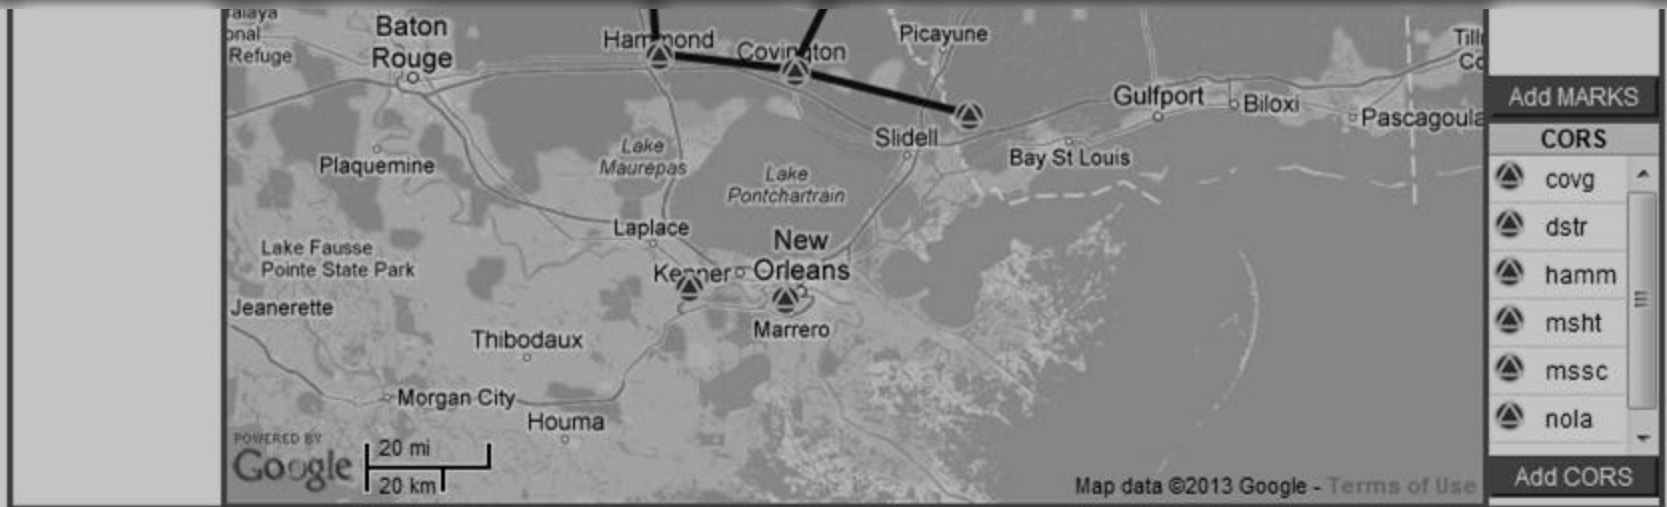 Baton
Rouge
onal
Refuge
Hammond
Covington
Picayune
Gulfport
Biloxi
Pascagoula
Slidell
Bay St Louis
Plaquemine
Lake
Maurepas
Lake
Pontchartrain
Laplace
New
Orleans
Kenner
Marrero
Lake Fausse
Pointe State Park
Jeanerette
Thibodaux
Morgan City
Houma
POWERED BY
Google
20 mi
20 km
Map data ©2013 Google - Terms of Use
Add MARKS
CORS
covg
dstr
hamm
msht
mssc
nola
Add CORS